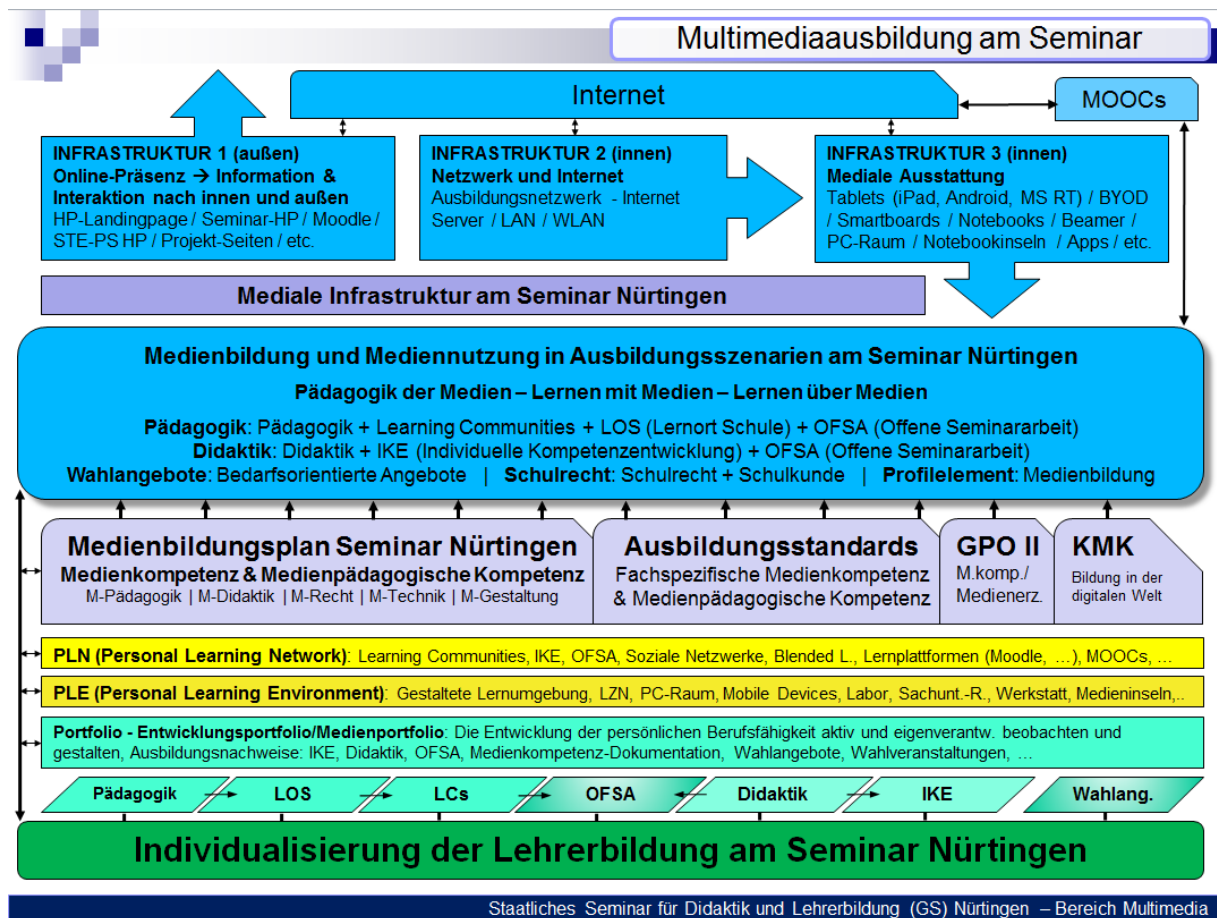 Multimediaausbildung am Seminar
Internet
MOOCs
INFRASTRUKTUR 1 (außen)
Online-Präsenz → Information &
Interaktion nach innen und außen
HP-Landingpage / Seminar-HP / Moodle /
STE-PS HP / Projekt-Seiten / etc.
INFRASTRUKTUR 2 (innen)
Netzwerk und Internet
Ausbildungsnetzwerk - Internet
Server / LAN / WLAN
INFRASTRUKTUR 3 (innen)
Mediale Ausstattung
Tablets (iPad, Android, MS RT) / BYOD
/ Smartboards / Notebooks / Beamer /
PC-Raum / Notebookinseln / Apps / etc.
Mediale Infrastruktur am Seminar Nürtingen
Medienbildung und Mediennutzung in Ausbildungsszenarien am Seminar Nürtingen
Pädagogik der Medien – Lernen mit Medien – Lernen über Medien
Pädagogik: Pädagogik + Learning Communities + LOS (Lernort Schule) + OFSA (Offene Seminararbeit)
Didaktik: Didaktik + IKE (Individuelle Kompetenzentwicklung) + OFSA (Offene Seminararbeit)
Wahlangebote: Bedarfsorientierte Angebote | Schulrecht: Schulrecht + Schulkunde | Profilelement: Medienbildung
Medienbildungsplan Seminar Nürtingen
Medienkompetenz & Medienpädagogische Kompetenz
M-Pädagogik | M-Didaktik | M-Recht | M-Technik | M-Gestaltung
Ausbildungsstandards
Fachspezifische Medienkompetenz
& Medienpädagogische Kompetenz
GPO II
M.komp./
Medienerz.
KMK
Bildung in der
digitalen Welt
PLN (Personal Learning Network): Learning Communities, IKE, OFSA, Soziale Netzwerke, Blended L., Lernplattformen (Moodle, …), MOOCs, …
PLE (Personal Learning Environment): Gestaltete Lernumgebung, LZN, PC-Raum, Mobile Devices, Labor, Sachunt.-R., Werkstatt, Medieninseln,..
Portfolio - Entwicklungsportfolio/Medienportfolio: Die Entwicklung der persönlichen Berufsfähigkeit aktiv und eigenverantw. beobachten und
gestalten, Ausbildungsnachweise: IKE, Didaktik, OFSA, Medienkompetenz-Dokumentation, Wahlangebote, Wahlveranstaltungen, …
Pädagogik
LOS
LCs
OFSA
Didaktik
IKE
Wahlang.
Individualisierung der Lehrerbildung am Seminar Nürtingen
Staatliches Seminar für Didaktik und Lehrerbildung (GS) Nürtingen – Bereich Multimedia